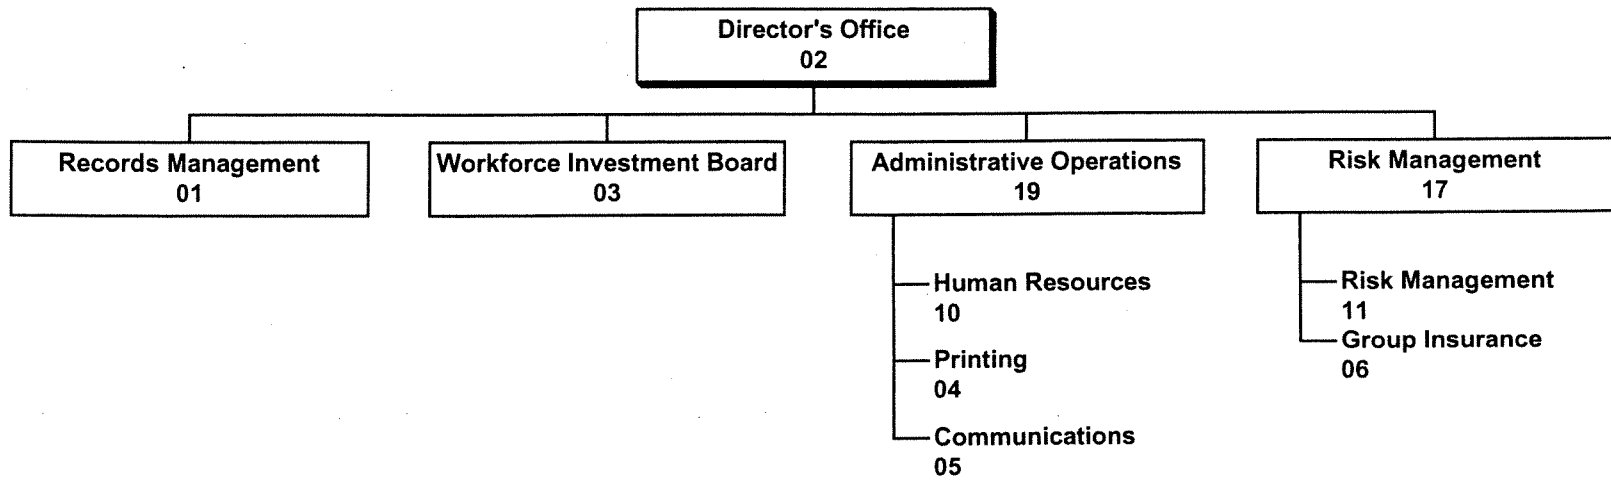 Director's Office
02
Records Management
01
Workforce Investment Board
03
Administrative Operations
19
Human Resources
10
Printing
04
Communications
05
Risk Management
17
Risk Management
11
Group Insurance
06